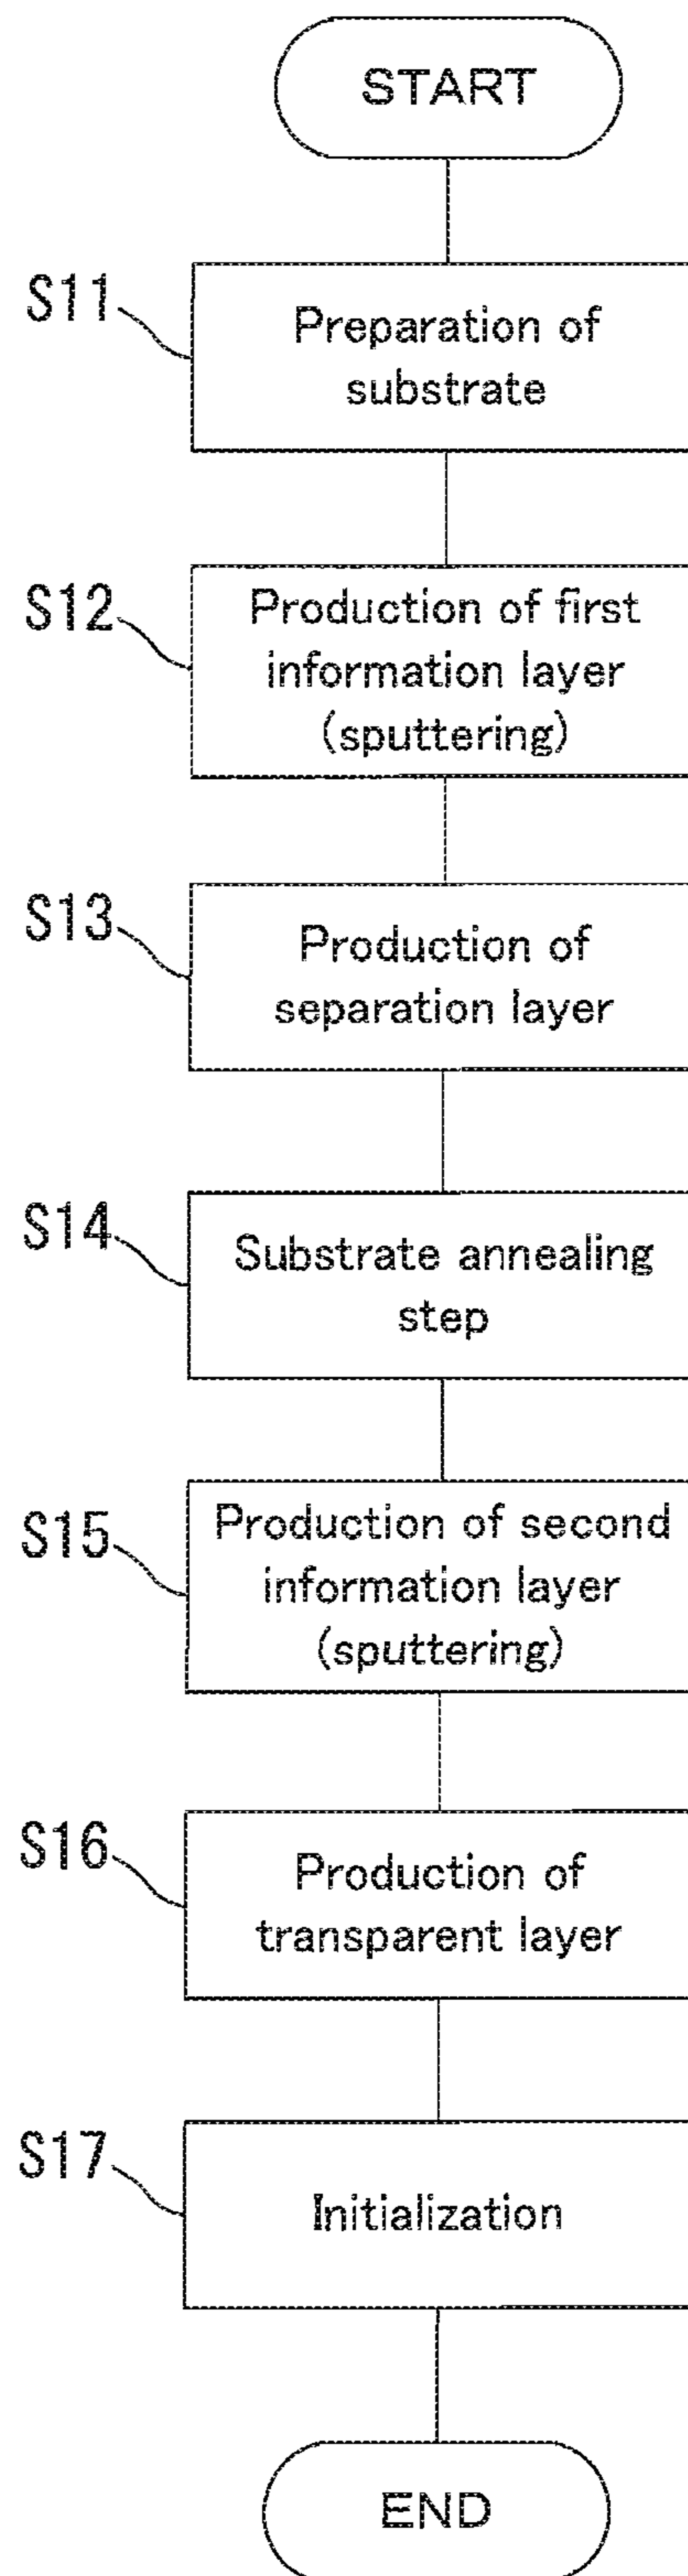 START
S11
Preparation of
substrate
S12
Production of first
information layer
(sputtering)
S13
Production of
separation layer
S14
Substrate annealing
step
S15
Production of second
information layer
(sputtering)
S16
Production of
transparent layer
S17
Initialization
END